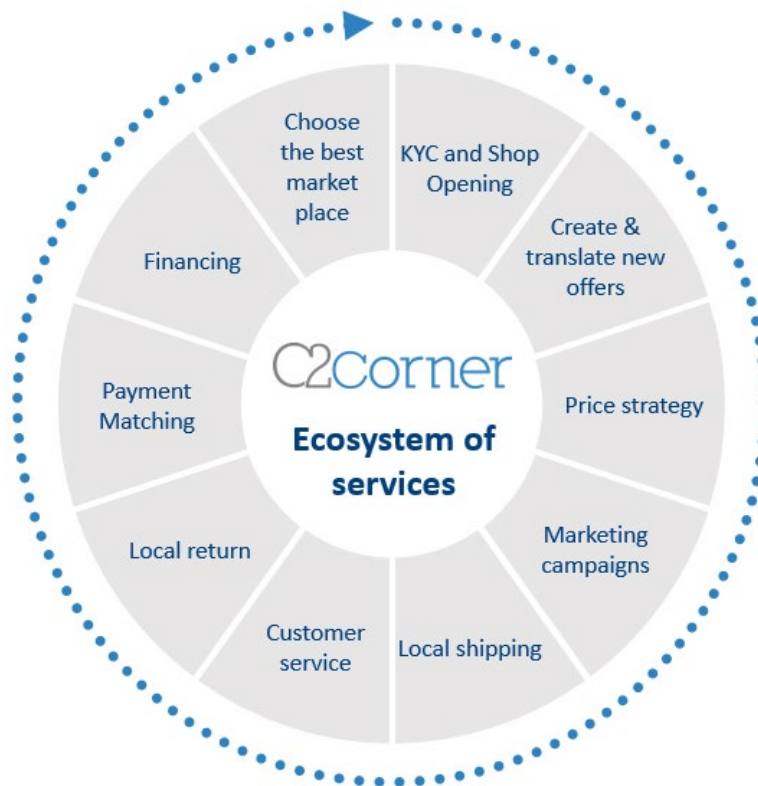 Choose
the best
market
place
KYC and Shop
Opening
Create &
translate new
offers
Price strategy
Marketing
campaigns
Local shipping
Customer
service
Local return
Payment
Matching
Financing
C2Corner
Ecosystem of
services